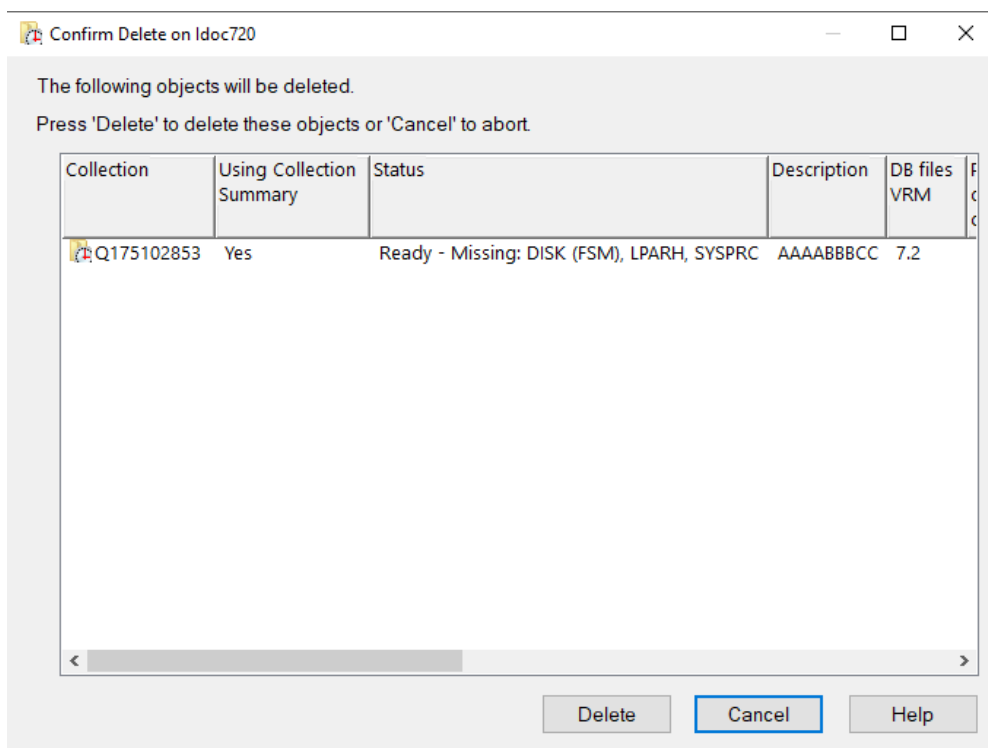 Confirm Delete on Idoc720
The following objects will be deleted.
Press 'Delete' to delete these objects or 'Cancel' to abort.
Collection Using Collection Status Description DB files
Summary VRM
Q175102853 Yes Ready - Missing: DISK (FSM), LPARH, SYSPRC AAAABBBCC 7.2
Delete Cancel Help